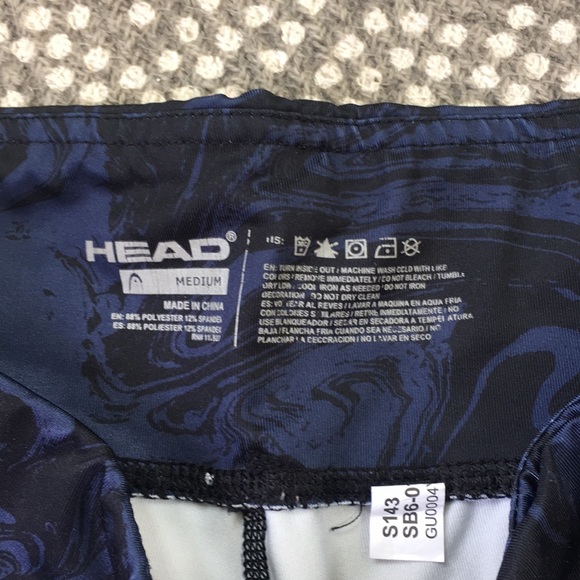 HEAD®
MEDIUM
MADE IN CHINA
EN: 88% POLYESTER 12% SPANDEX
ES: 88% POLIESTER 12% SPANDEX
EN: TURN INSIDE OUT / MACHINE WASH COLD WITH LIKE
COLORS / REMOVE IMMEDIATELY / DO NOT BLEACH / TUMBLE
DRY LOW / COOL IRON AS NEEDED / DO NOT IRON
DECORATION DO NOT DRY CLEAN
AL REVES / LAVAR A MAQUINA EN AQUA FRIA
CON COLORES RETIRE INMEDIATAMENTE / NO
USE BLANQUEADOR / SECAR EN SECADORA A TEMPERATURA
BAJA / PLANCHA FRIA CUANDO SEA NECESARIO / NO
PLANCHAR LA DECORACION / NO LAVAR EN SECO
S143
SB6-0
GU0004